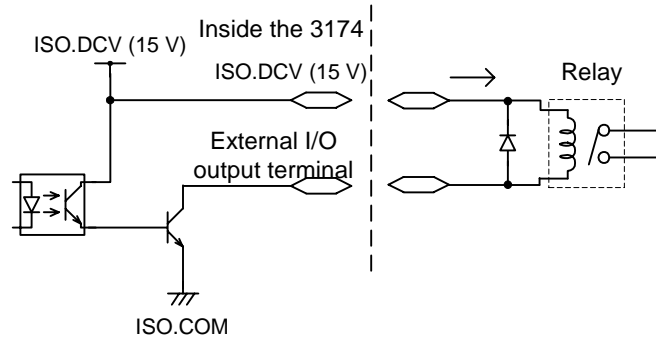 Inside the 3174
ISO.DCV (15 V)
ISO.DCV (15 V)
Relay
External I/O
output terminal
ISO.COM